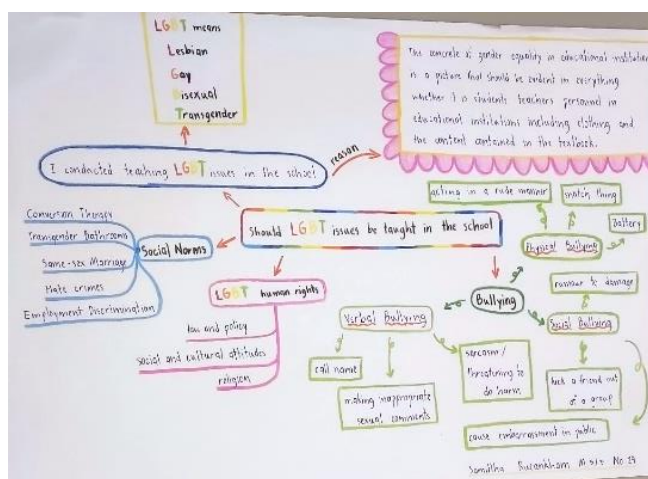 LGBT means
Lesbian
Gay
Bisexual
Transgender
The concrete of gender equality in educational institution
is a picture that should be evident in everything
whether it is students teachers personnel in
educational institutions including clothing and
the content contained in the textbook.
I conducted teaching LGBT issues in the school
reason
should LGBT issues be taught in the school
Social Norms
Conversion Therapy
Transgender Bathrooms
Same-sex Marriage
Hate crimes
Employment Discrimination
LGBT human rights
law and policy
social and cultural attitudes
religion
Bullying
Physical Bullying
acting in a rude manner
snatch thing
Battery
Verbal Bullying
call name
making inappropriate
sexual comments
sarcasm /
threaturing to
do harm
Social Bullying
rumour to damage
kick a friend out
of a group
cause embarrassment in public